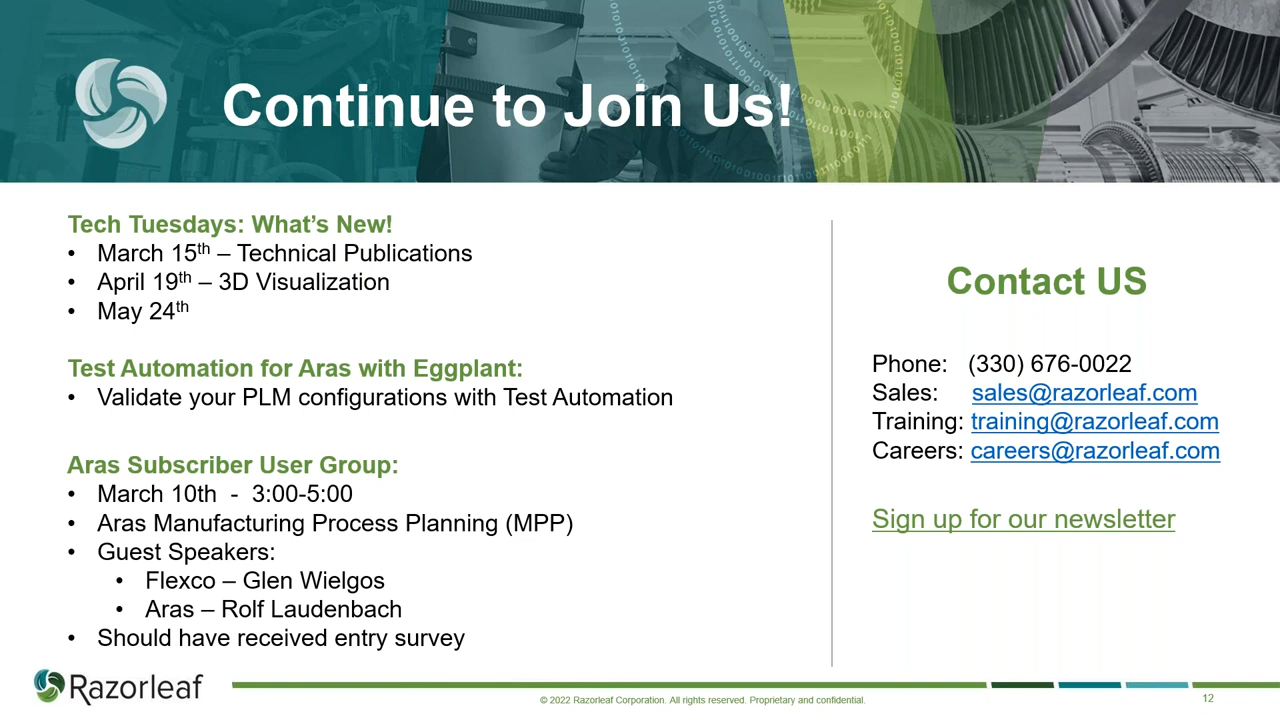 Continue to Join Us!
Tech Tuesdays: What’s New!
• March 15th – Technical Publications
• April 19th – 3D Visualization
• May 24th
Test Automation for Aras with Eggplant:
• Validate your PLM configurations with Test Automation
Aras Subscriber User Group:
• March 10th - 3:00-5:00
• Aras Manufacturing Process Planning (MPP)
• Guest Speakers:
• Flexco – Glen Wielgos
• Aras – Rolf Laudenbach
• Should have received entry survey
Contact US
Phone: (330) 676-0022
Sales: sales@razorleaf.com
Training: training@razorleaf.com
Careers: careers@razorleaf.com
Sign up for our newsletter
Razorleaf
© 2022 Razorleaf Corporation. All rights reserved. Proprietary and confidential.
12